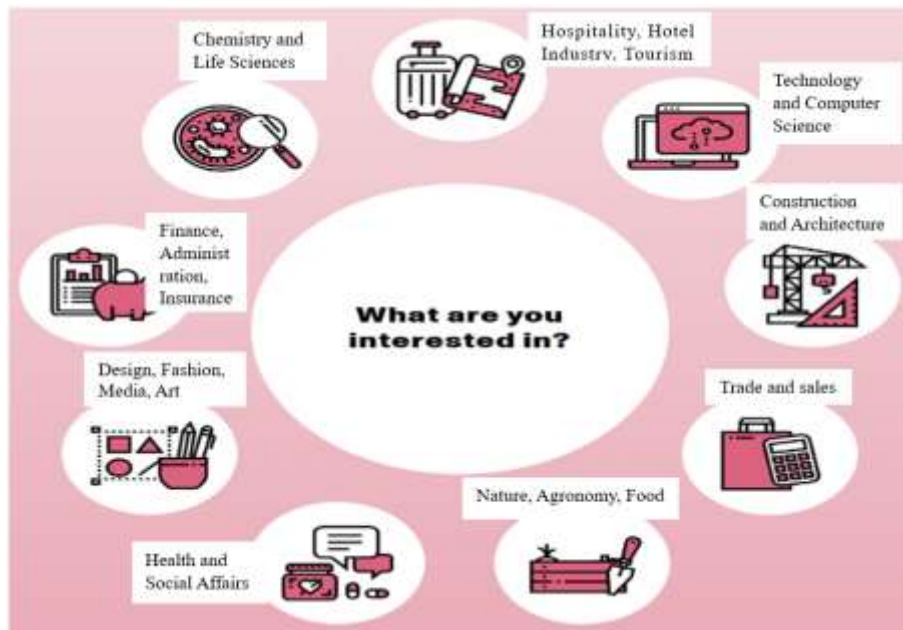 Chemistry and
Life Sciences
Hospitality, Hotel
Industry, Tourism
Technology
and Computer
Science
Construction
and Architecture
Finance,
Administ
ration,
Insurance
What are you
interested in?
Design, Fashion,
Media, Art
Trade and sales
Nature, Agronomy, Food
Health and
Social Affairs